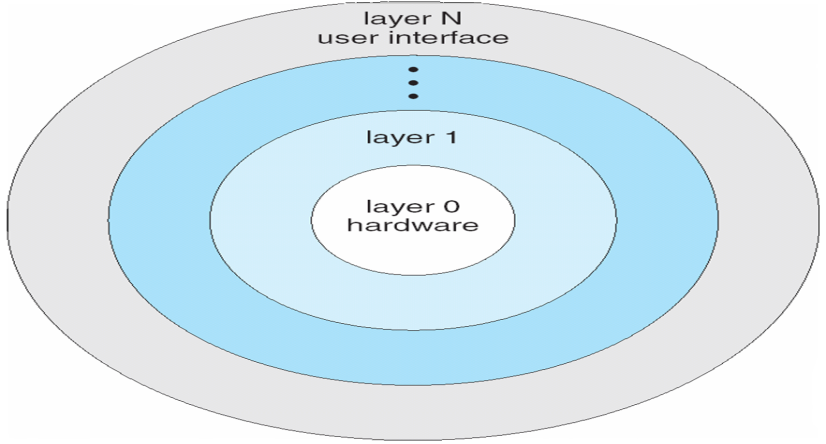 layer N
user interface
layer 1
layer 0
hardware